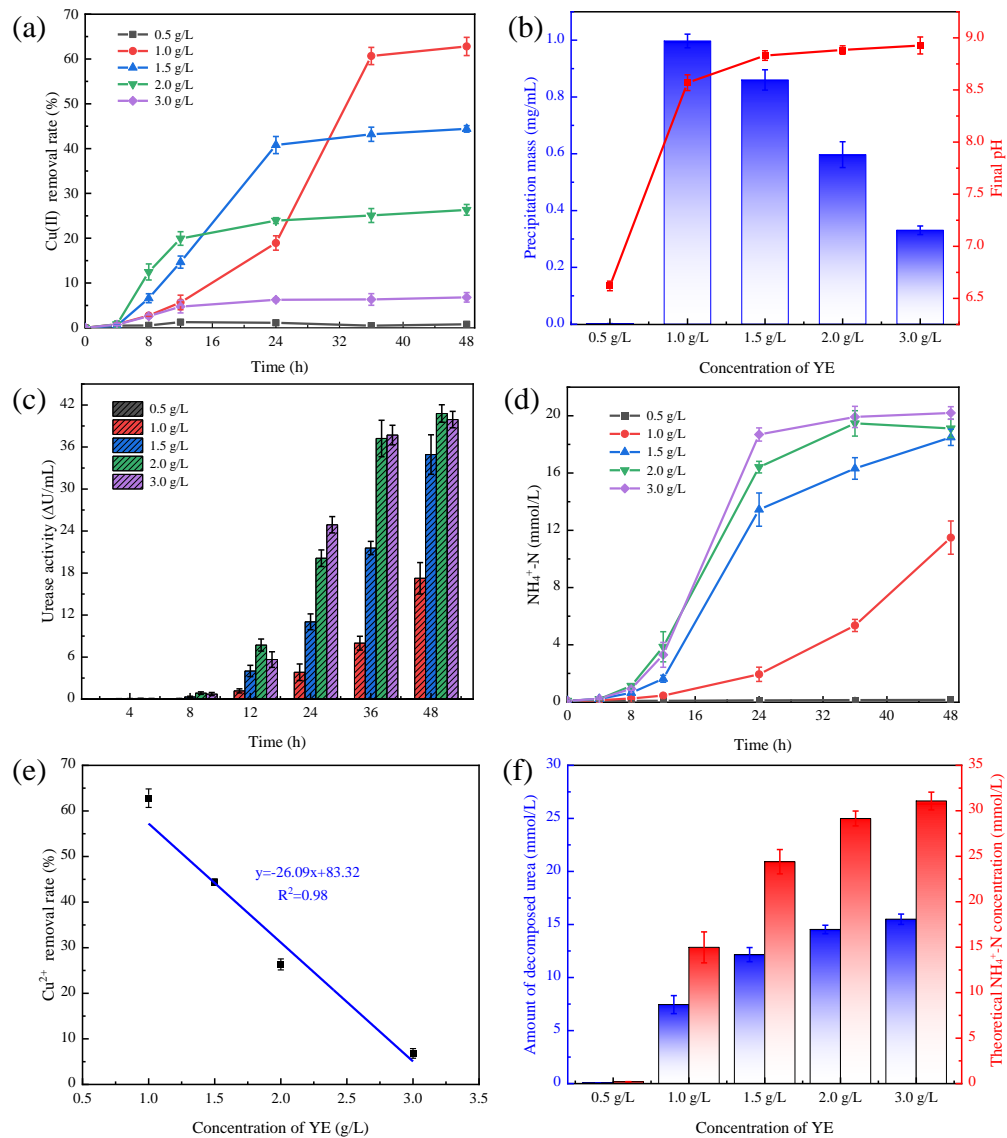 (a)
70
60
50
40
30
20
10
0
0 8 16 24 32 40 48
Cu(II) removal rate (%)
Time (h)
0.5 g/L
1.0 g/L
1.5 g/L
2.0 g/L
3.0 g/L
(b)
1.0
0.8
0.6
0.4
0.2
0.0
Precipitation mass (mg/mL)
9.0
8.5
8.0
7.5
7.0
6.5
Final pH
0.5 g/L 1.0 g/L 1.5 g/L 2.0 g/L 3.0 g/L
Concentration of YE
(c)
42
36
30
24
18
12
6
0
Urease activity (ΔU/mL)
0.5 g/L
1.0 g/L
1.5 g/L
2.0 g/L
3.0 g/L
4 8 12 24 36 48
Time (h)
(d)
20
16
12
8
4
0
NH₄⁺-N (mmol/L)
0.5 g/L
1.0 g/L
1.5 g/L
2.0 g/L
3.0 g/L
0 8 16 24 32 40 48
Time (h)
(e)
70
60
50
40
30
20
10
0
Cu²⁺ removal rate (%)
y=-26.09x+83.32
R²=0.98
0.5 1.0 1.5 2.0 2.5 3.0 3.5
Concentration of YE (g/L)
(f)
30
25
20
15
10
5
0
Amount of decomposed urea (mmol/L)
35
30
25
20
15
10
5
0
Theoretical NH₄⁺-N concentration (mmol/L)
0.5 g/L 1.0 g/L 1.5 g/L 2.0 g/L 3.0 g/L
Concentration of YE